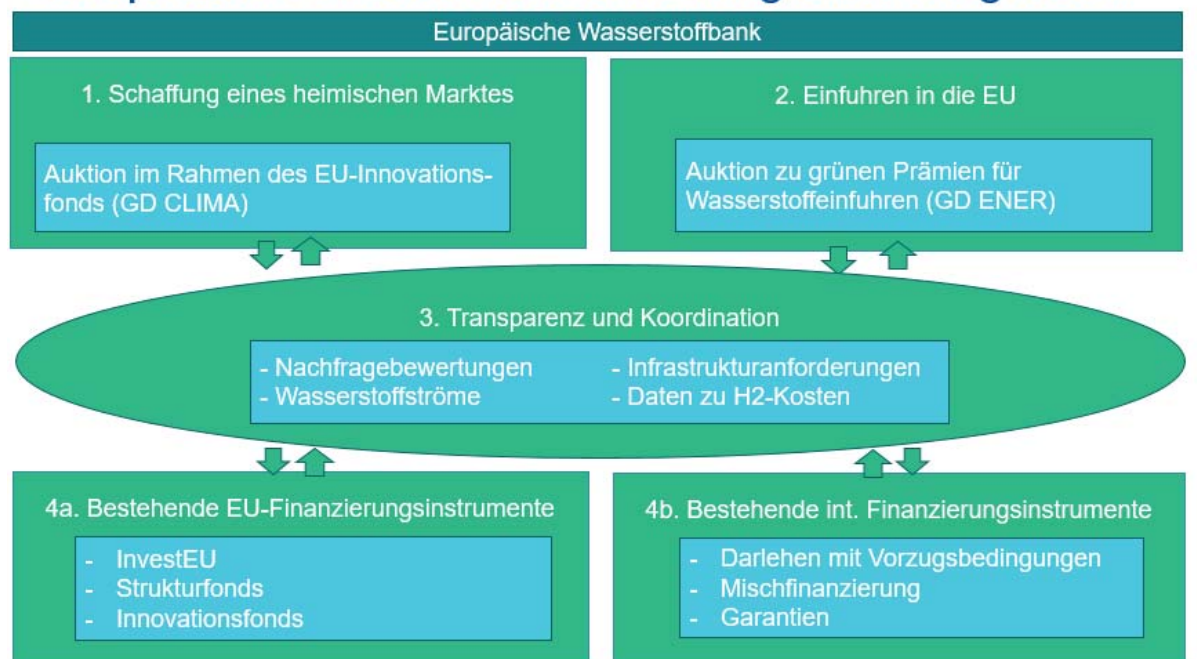 Europäische Wasserstoffbank
1. Schaffung eines heimischen Marktes
Auktion im Rahmen des EU-Innovations-
fonds (GD CLIMA)
2. Einfuhren in die EU
Auktion zu grünen Prämien für
Wasserstoffeinfuhren (GD ENER)
3. Transparenz und Koordination
- Nachfragebewertungen
- Wasserstoffströme
- Infrastrukturanforderungen
- Daten zu H2-Kosten
4a. Bestehende EU-Finanzierungsinstrumente
- InvestEU
- Strukturfonds
- Innovationsfonds
4b. Bestehende int. Finanzierungsinstrumente
- Darlehen mit Vorzugsbedingungen
- Mischfinanzierung
- Garantien